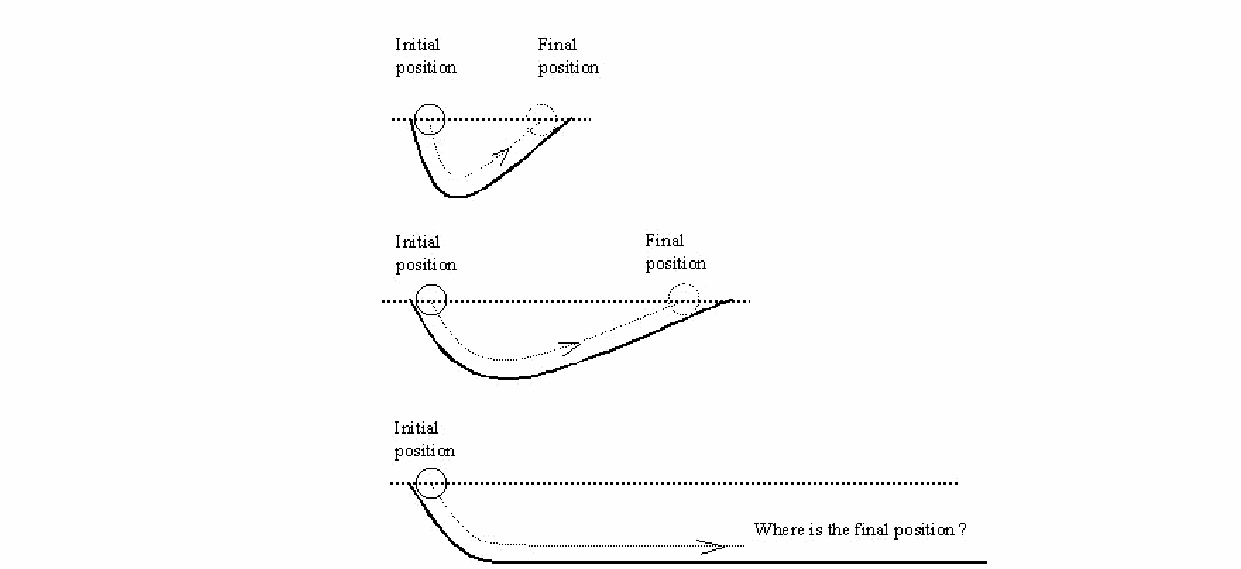 Initial
position
Final
position
Initial
position
Final
position
Initial
position
Where is the final position ?